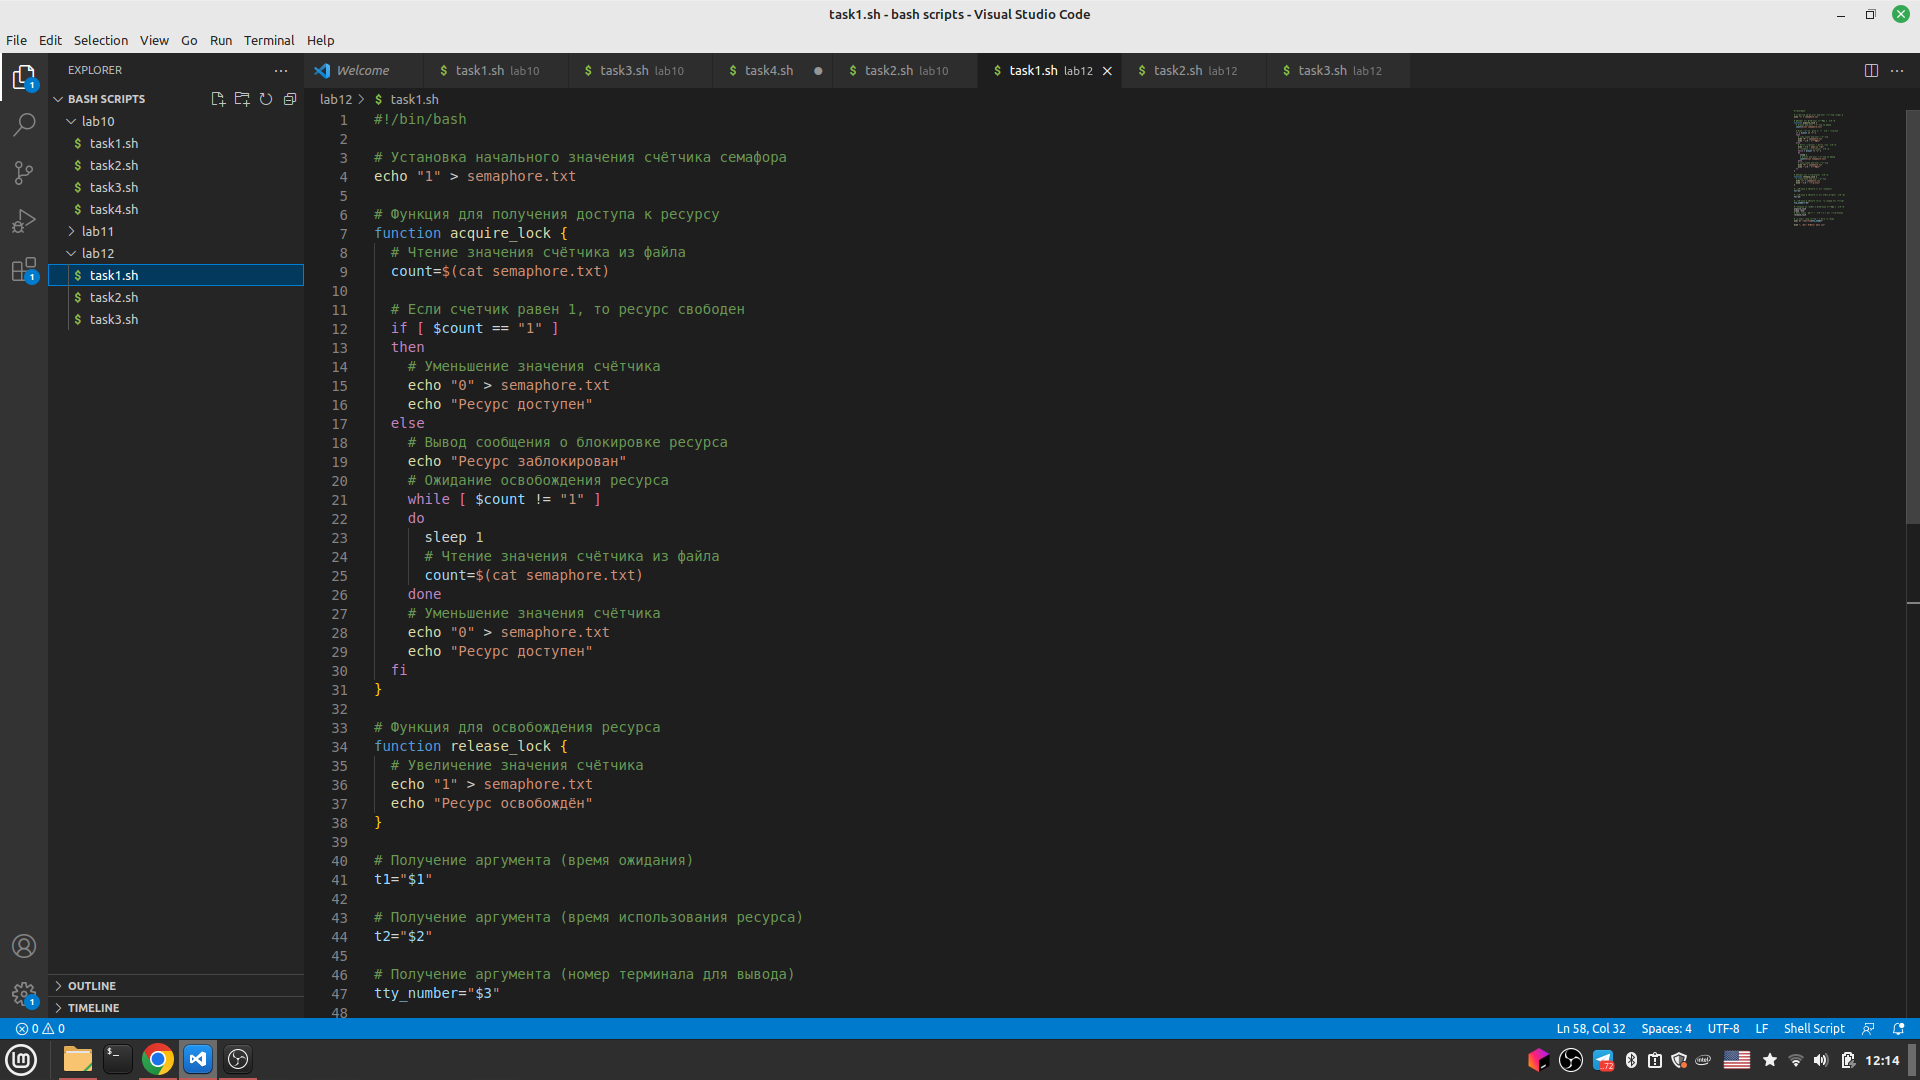 task1.sh - bash scripts - Visual Studio Code
File Edit Selection View Go Run Terminal Help
EXPLORER
BASH SCRIPTS
lab10
task1.sh
task2.sh
task3.sh
task4.sh
lab11
lab12
task1.sh
task2.sh
task3.sh
OUTLINE
TIMELINE
Welcome task1.sh lab10 task3.sh lab10 task4.sh task2.sh lab10 task1.sh lab12 task2.sh lab12 task3.sh lab12
lab12 > $ task1.sh
1 #!/bin/bash
2
3 # Установка начального значения счётчика семафора
4 echo "1" > semaphore.txt
5
6 # Функция для получения доступа к ресурсу
7 function acquire_lock {
8 # Чтение значения счётчика из файла
9 count=$(cat semaphore.txt)
10
11 # Если счетчик равен 1, то ресурс свободен
12 if [ $count == "1" ]
13 then
14 # Уменьшение значения счётчика
15 echo "0" > semaphore.txt
16 echo "Ресурс доступен"
17 else
18 # Вывод сообщения о блокировке ресурса
19 echo "Ресурс заблокирован"
20 # Ожидание освобождения ресурса
21 while [ $count != "1" ]
22 do
23 sleep 1
24 # Чтение значения счётчика из файла
25 count=$(cat semaphore.txt)
26 done
27 # Уменьшение значения счётчика
28 echo "0" > semaphore.txt
29 echo "Ресурс доступен"
30 fi
31 }
32
33 # Функция для освобождения ресурса
34 function release_lock {
35 # Увеличение значения счётчика
36 echo "1" > semaphore.txt
37 echo "Ресурс освобождён"
38 }
39
40 # Получение аргумента (время ожидания)
41 t1="$1"
42
43 # Получение аргумента (время использования ресурса)
44 t2="$2"
45
46 # Получение аргумента (номер терминала для вывода)
47 tty_number="$3"
48
0 0 Ln 58, Col 32 Spaces: 4 UTF-8 LF Shell Script
12:14